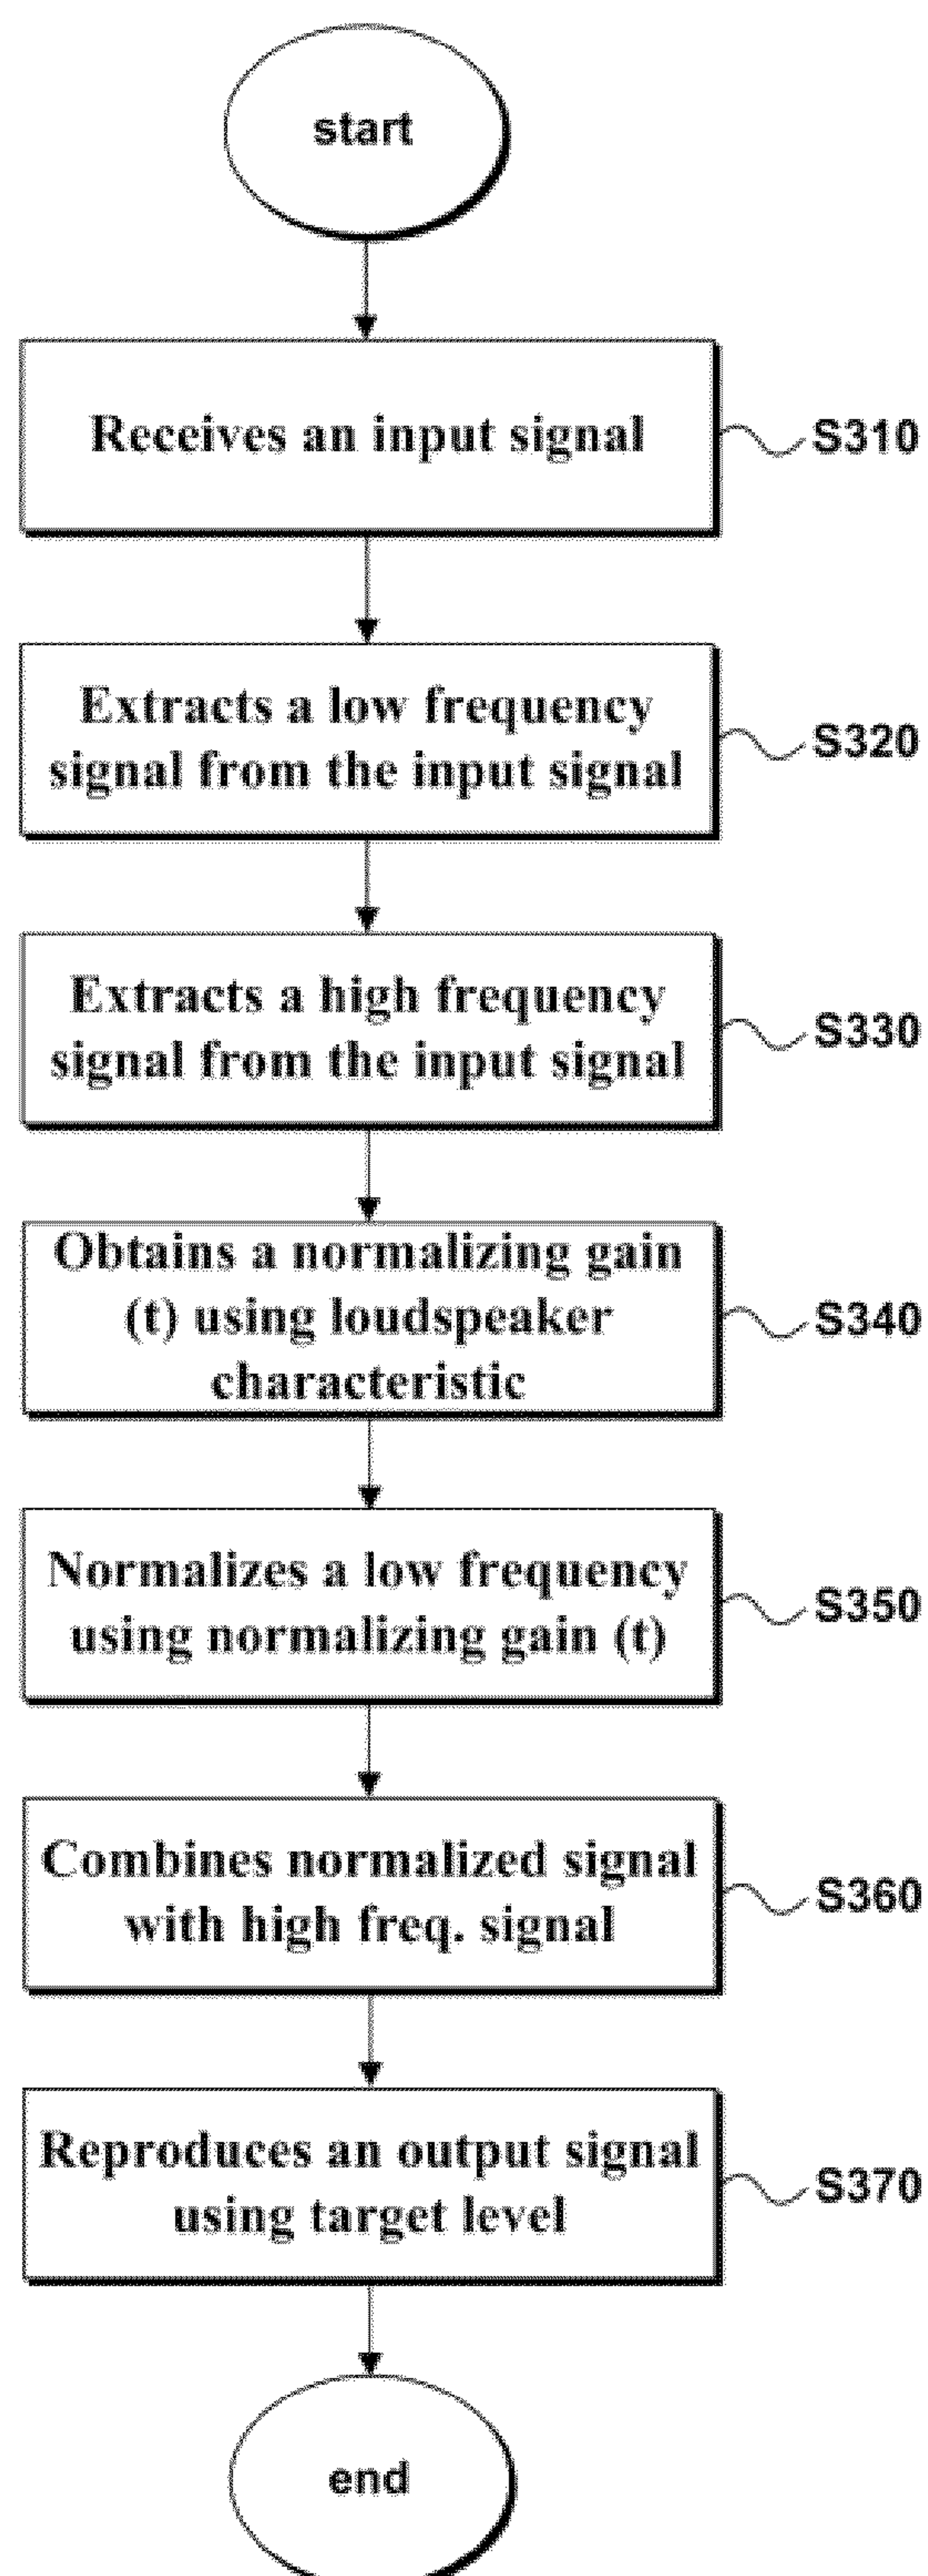 start
Receives an input signal
S310
Extracts a low frequency
signal from the input signal
S320
Extracts a high frequency
signal from the input signal
S330
Obtains a normalizing gain
(t) using loudspeaker
characteristic
S340
Normalizes a low frequency
using normalizing gain (t)
S350
Combines normalized signal
with high freq. signal
S360
Reproduces an output signal
using target level
S370
end